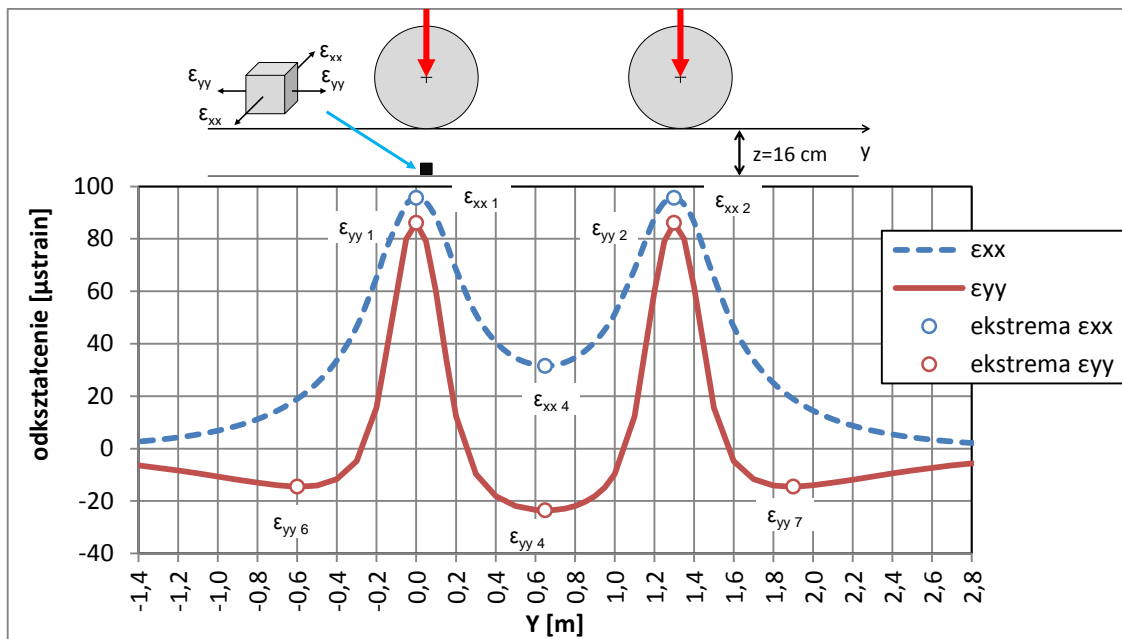 εxx
εyy
εyy
εxx
y
z=16 cm
εxx 1
εyy 1
εxx 2
εyy 2
εxx 4
εyy 6
εyy 4
εyy 7
odkształcenie [µstrain]
100
80
60
40
20
0
-20
-40
-1,4 -1,2 -1,0 -0,8 -0,6 -0,4 -0,2 0,0 0,2 0,4 0,6 0,8 1,0 1,2 1,4 1,6 1,8 2,0 2,2 2,4 2,6 2,8
Y [m]
εxx
εyy
ekstrema εxx
ekstrema εyy